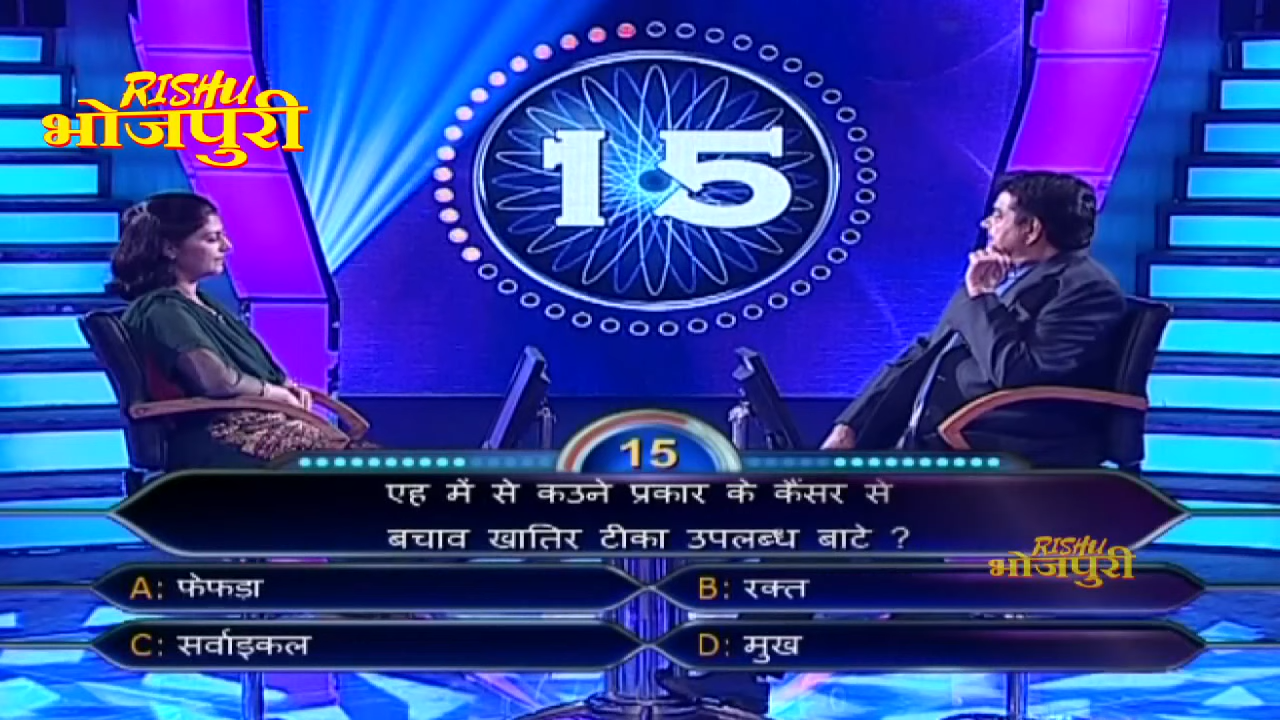 RISHU
भोजपुरी
15
15
एह में से कउने प्रकार के कैंसर से
बचाव खातिर टीका उपलब्ध बाटे ?
RISHU
भोजपुरी
A: फेफड़ा
B: रक्त
C: सर्वाइकल
D: मुख